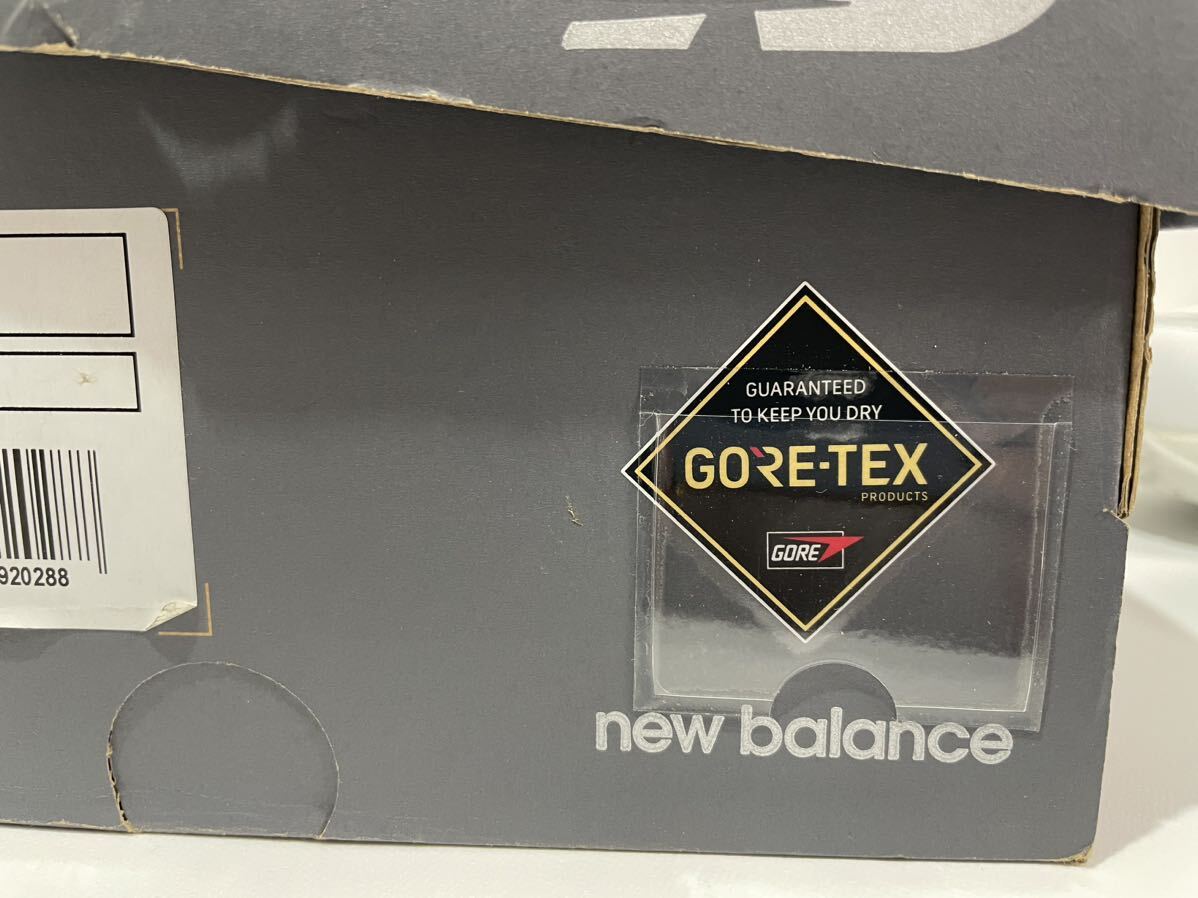 920288
GUARANTEED
TO KEEP YOU DRY
GORE-TEX
PRODUCTS
GORE
new balance